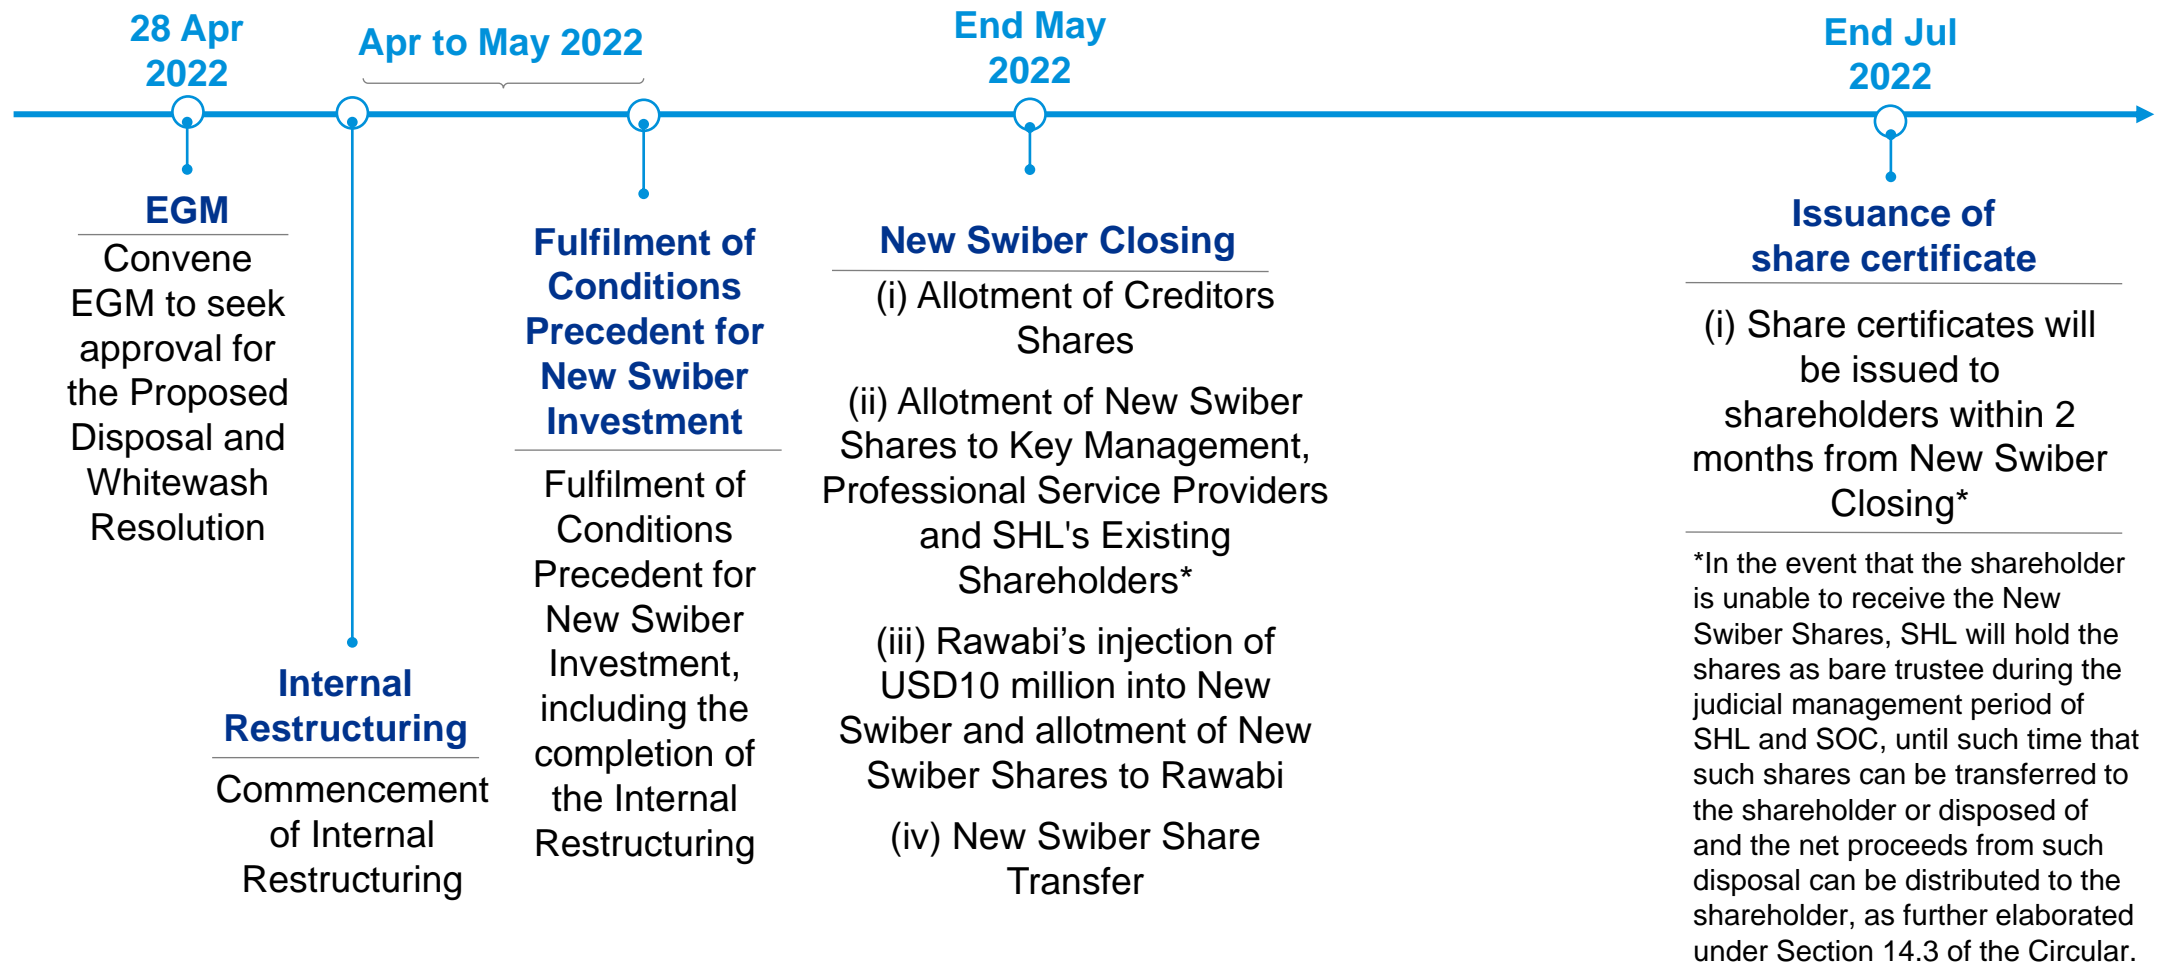 28 Apr
2022
Apr to May 2022
End May
2022
End Jul
2022
EGM
Convene
EGM to seek
approval for
the Proposed
Disposal and
Whitewash
Resolution
Internal
Restructuring
Commencement
of Internal
Restructuring
Fulfilment of
Conditions
Precedent for
New Swiber
Investment
Fulfilment of
Conditions
Precedent for
New Swiber
Investment,
including the
completion of
the Internal
Restructuring
New Swiber Closing
(i) Allotment of Creditors
Shares
(ii) Allotment of New Swiber
Shares to Key Management,
Professional Service Providers
and SHL's Existing
Shareholders*
(iii) Rawabi’s injection of
USD10 million into New
Swiber and allotment of New
Swiber Shares to Rawabi
(iv) New Swiber Share
Transfer
Issuance of
share certificate
(i) Share certificates will
be issued to
shareholders within 2
months from New Swiber
Closing*
*In the event that the shareholder
is unable to receive the New
Swiber Shares, SHL will hold the
shares as bare trustee during the
judicial management period of
SHL and SOC, until such time that
such shares can be transferred to
the shareholder or disposed of
and the net proceeds from such
disposal can be distributed to the
shareholder, as further elaborated
under Section 14.3 of the Circular.